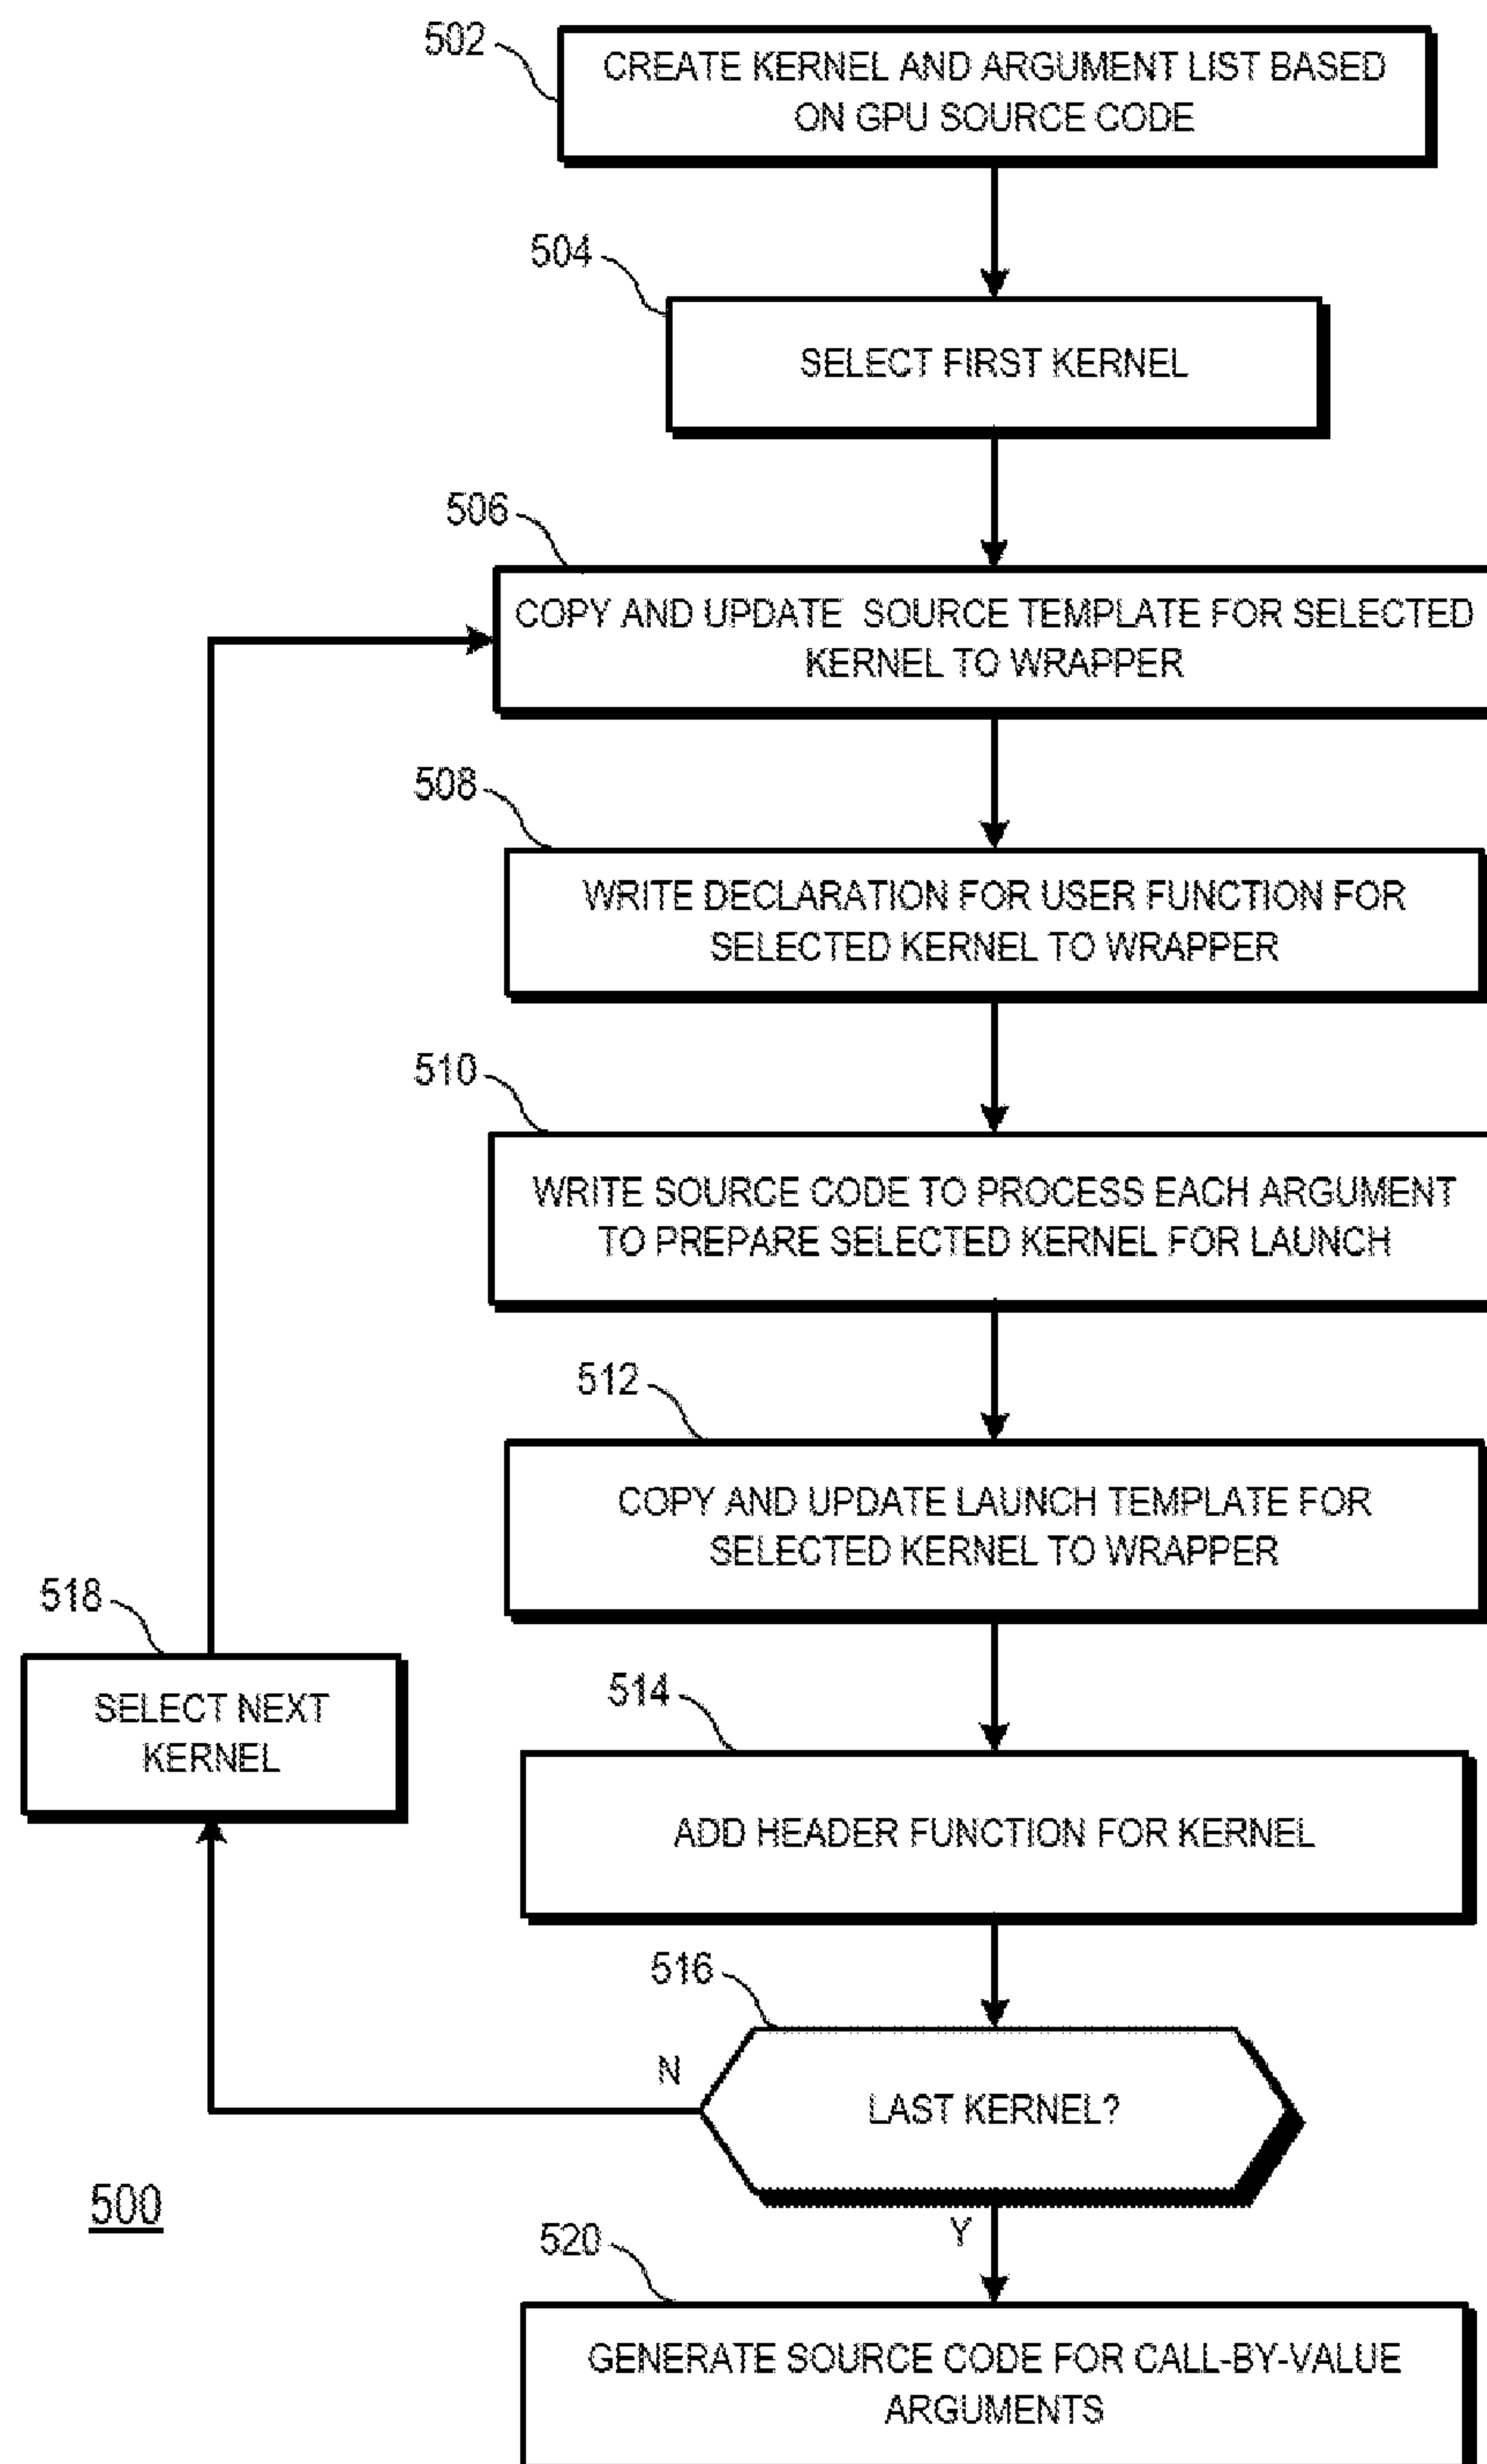 502
CREATE KERNEL AND ARGUMENT LIST BASED
ON GPU SOURCE CODE
504
SELECT FIRST KERNEL
506
COPY AND UPDATE SOURCE TEMPLATE FOR SELECTED
KERNEL TO WRAPPER
508
WRITE DECLARATION FOR USER FUNCTION FOR
SELECTED KERNEL TO WRAPPER
510
WRITE SOURCE CODE TO PROCESS EACH ARGUMENT
TO PREPARE SELECTED KERNEL FOR LAUNCH
512
COPY AND UPDATE LAUNCH TEMPLATE FOR
SELECTED KERNEL TO WRAPPER
518
SELECT NEXT
KERNEL
514
ADD HEADER FUNCTION FOR KERNEL
516
N
LAST KERNEL?
500
Y
520
GENERATE SOURCE CODE FOR CALL-BY-VALUE
ARGUMENTS